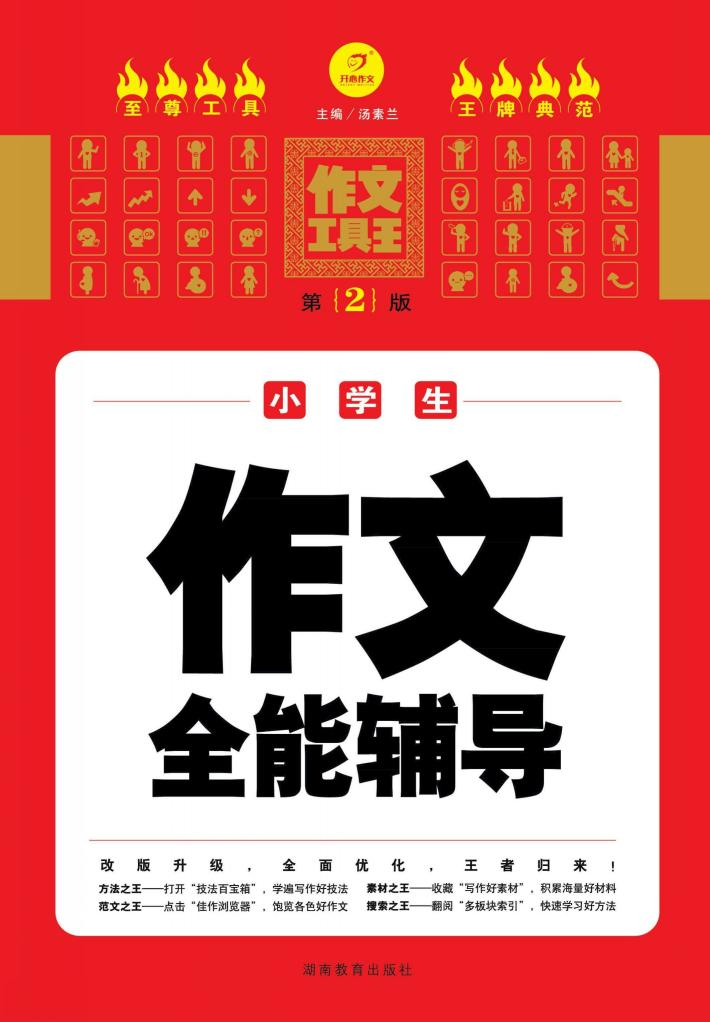 开心作文
至尊工具
主编／汤素兰
王牌典范
作文
工具王
第{2}版
小学生
作文
全能辅导
改版升级，全面优化，王者归来！
方法之王——打开“技法百宝箱”，学遍写作好技法
素材之王——收藏“写作好素材”，积累海量好材料
范文之王——点击“佳作浏览器”，饱览各色好作文
搜索之王——翻阅“多板块索引”，快速学习好方法
湖南教育出版社